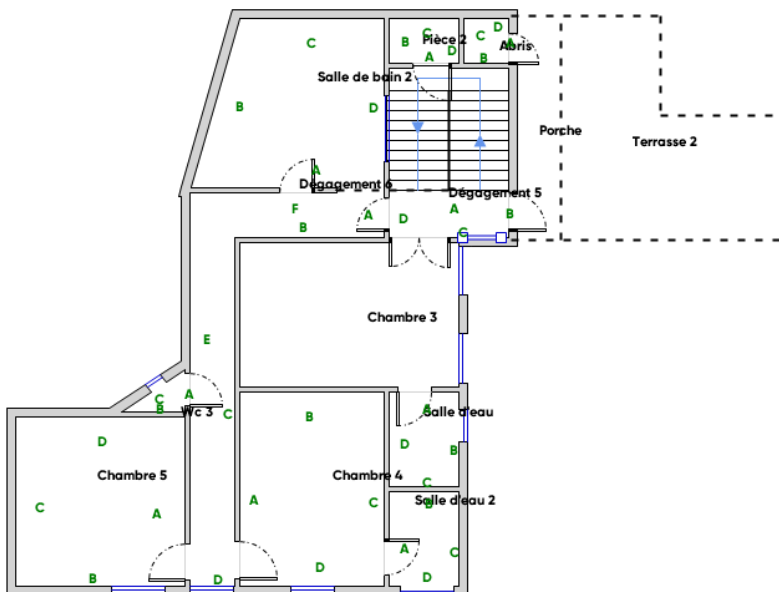 D
C
C
C
Pièce 2
B
A
Abris
D
A
B
Salle de bain 2
B
D
Porche
Terrasse 2
A
Dégagement 6
Dégagement 5
F
A
D
A
B
B
C
Chambre 3
E
A
C
B
Wc 3
C
B
A
Salle d'eau
D
D
B
Chambre 5
Chambre 4
C
C
A
C
Salle d'eau 2
B
A
A
C
B
D
D
D